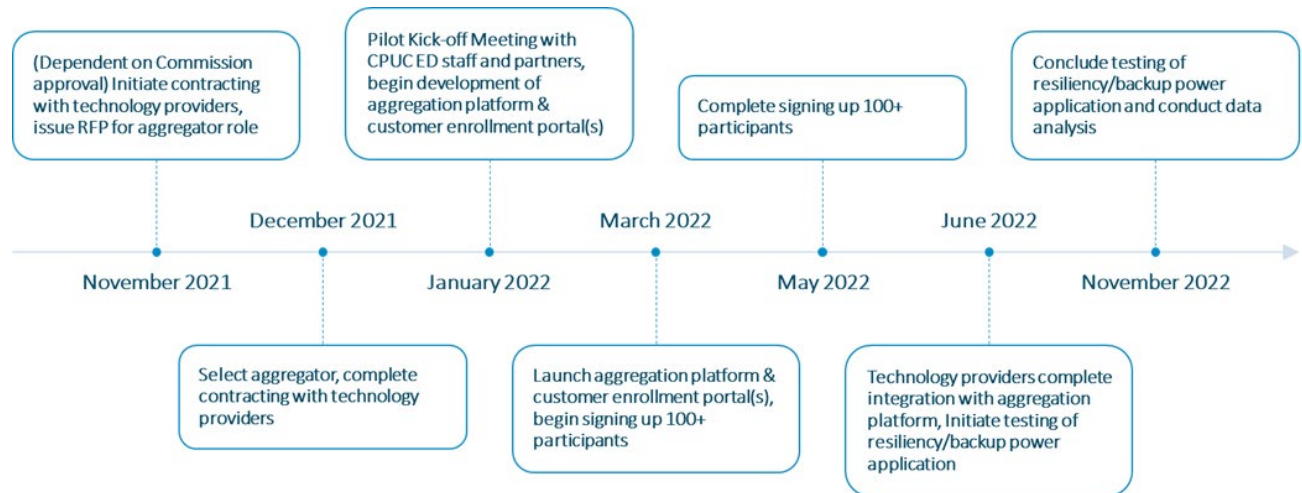 (Dependent on Commission
approval) Initiate contracting
with technology providers,
issue RFP for aggregator role
Pilot Kick-off Meeting with
CPUC ED staff and partners,
begin development of
aggregation platform &
customer enrollment portal(s)
Complete signing up 100+
participants
Conclude testing of
resiliency/backup power
application and conduct data
analysis
December 2021
March 2022
June 2022
November 2021
January 2022
May 2022
November 2022
Select aggregator, complete
contracting with technology
providers
Launch aggregation platform &
customer enrollment portal(s),
begin signing up 100+
participants
Technology providers complete
integration with aggregation
platform, Initiate testing of
resiliency/backup power
application